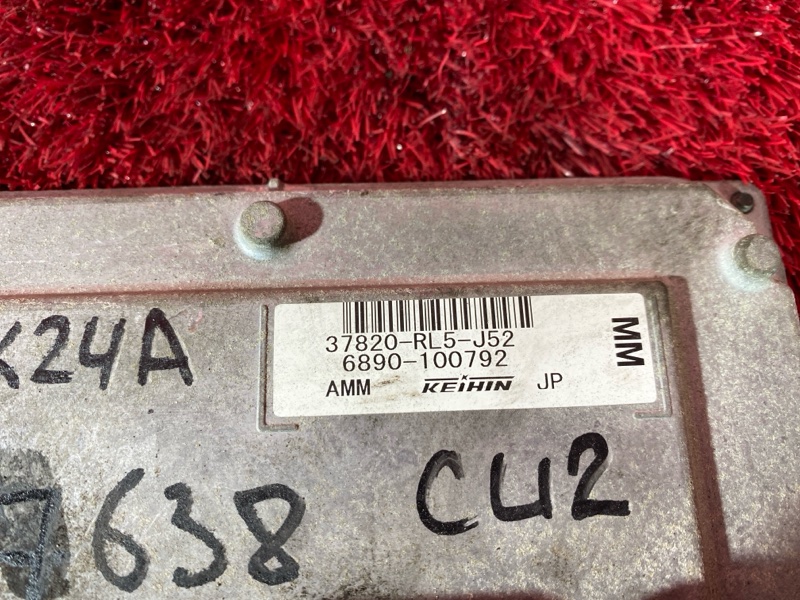 37820-RL5-J52
6890-100792
AMM KEIHIN JP
MM
K24A
CU2
7638